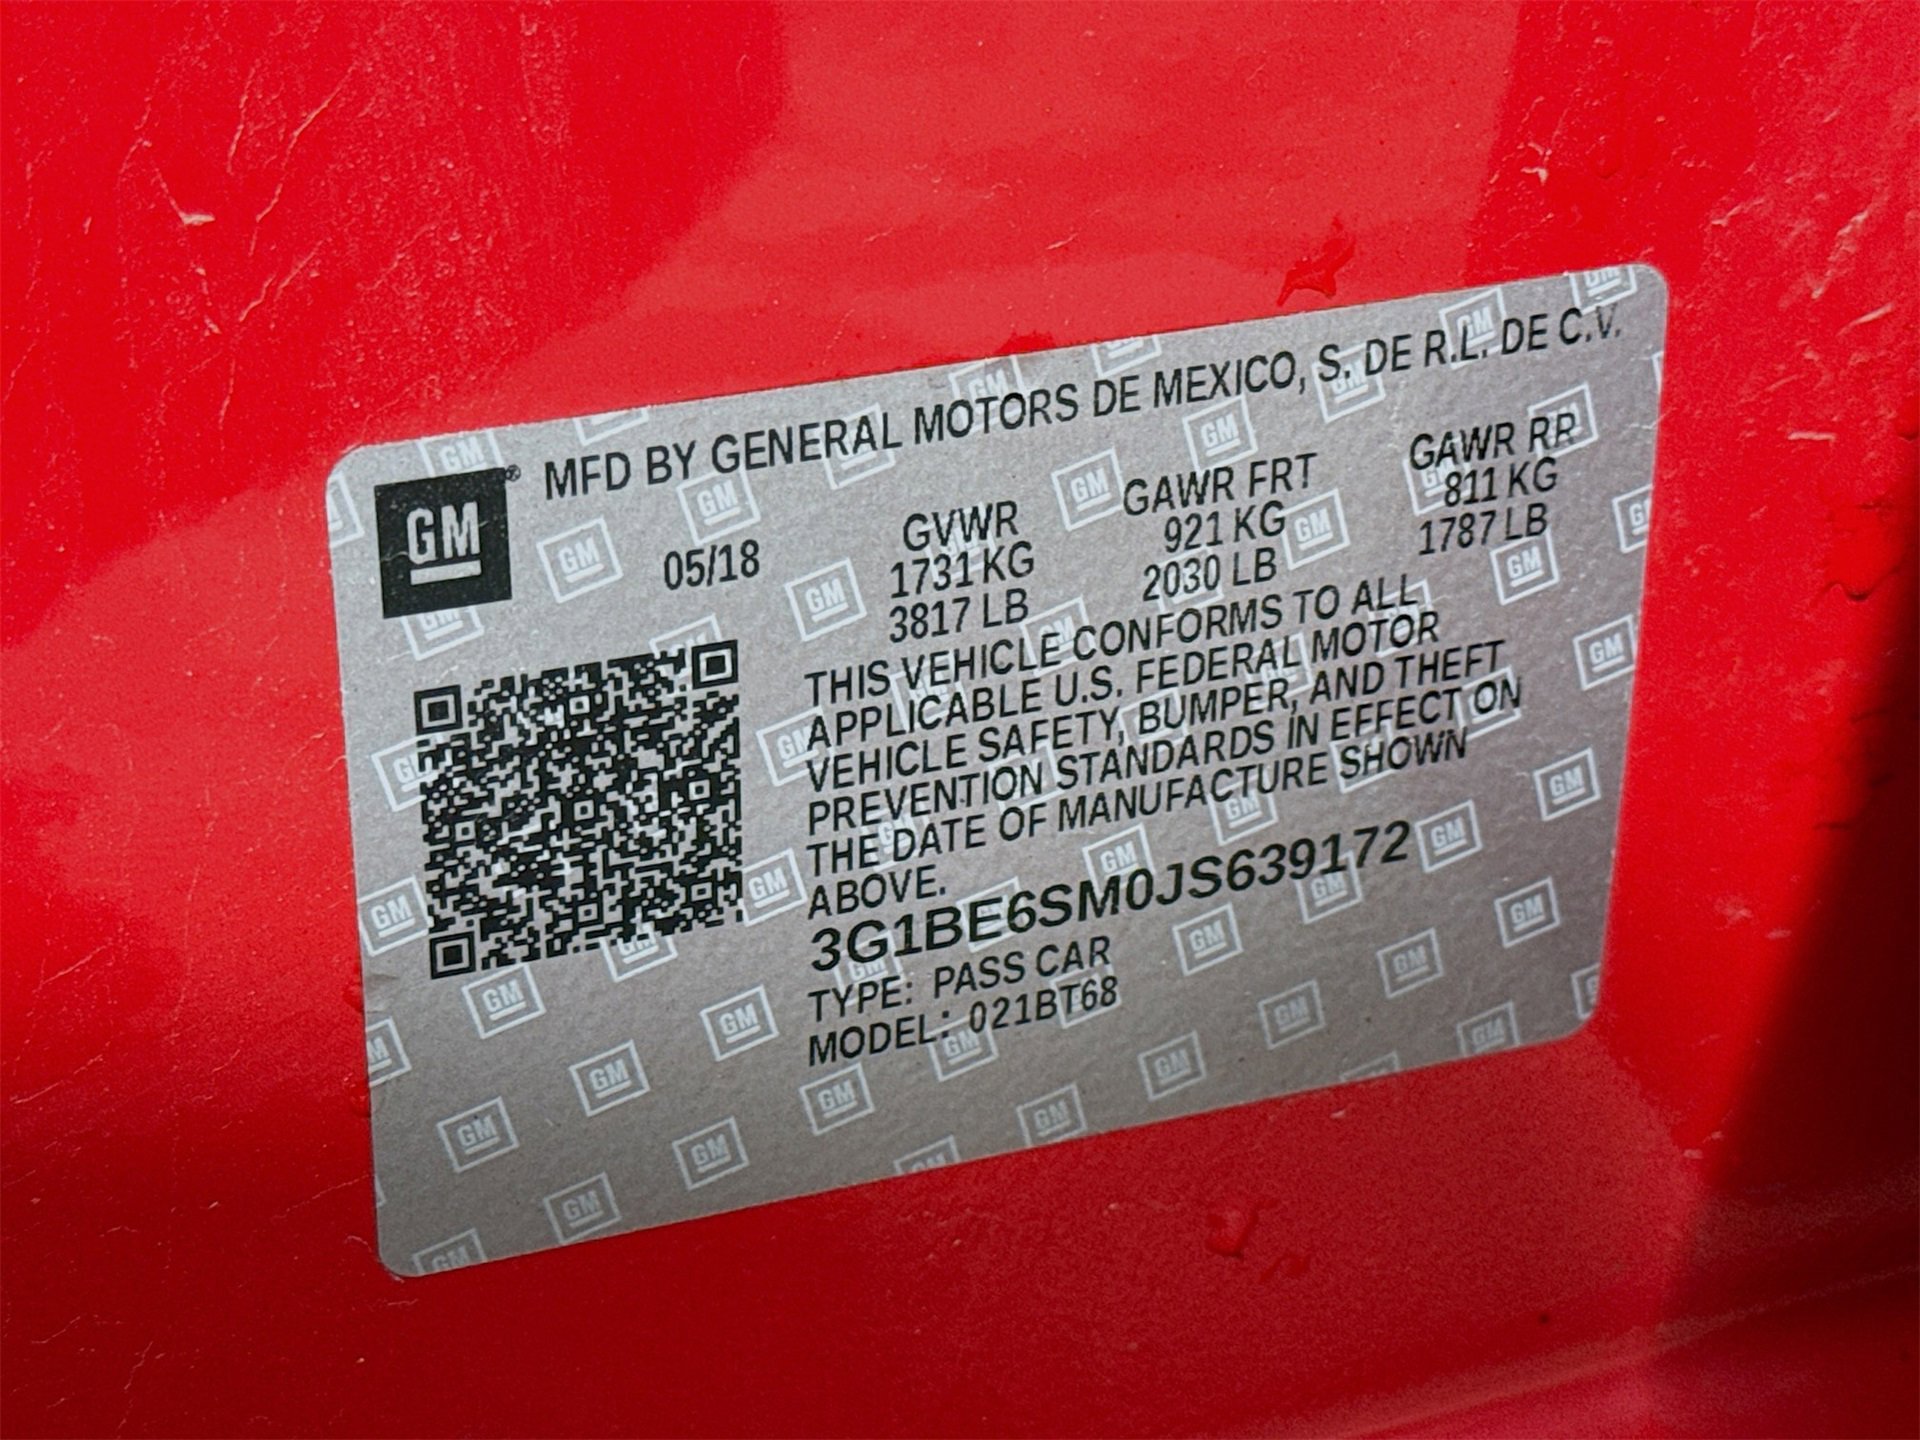 GM® MFD BY GENERAL MOTORS DE MEXICO, S. DE R.L. DE C.V.
05/18 GVWR GAWR FRT GAWR RR
1731 KG 921 KG 811 KG
3817 LB 2030 LB 1787 LB
THIS VEHICLE CONFORMS TO ALL
APPLICABLE U.S. FEDERAL MOTOR
VEHICLE SAFETY, BUMPER, AND THEFT
PREVENTION STANDARDS IN EFFECT ON
THE DATE OF MANUFACTURE SHOWN
ABOVE.
3G1BE6SM0JS639172
TYPE: PASS CAR
MODEL: 021BT68